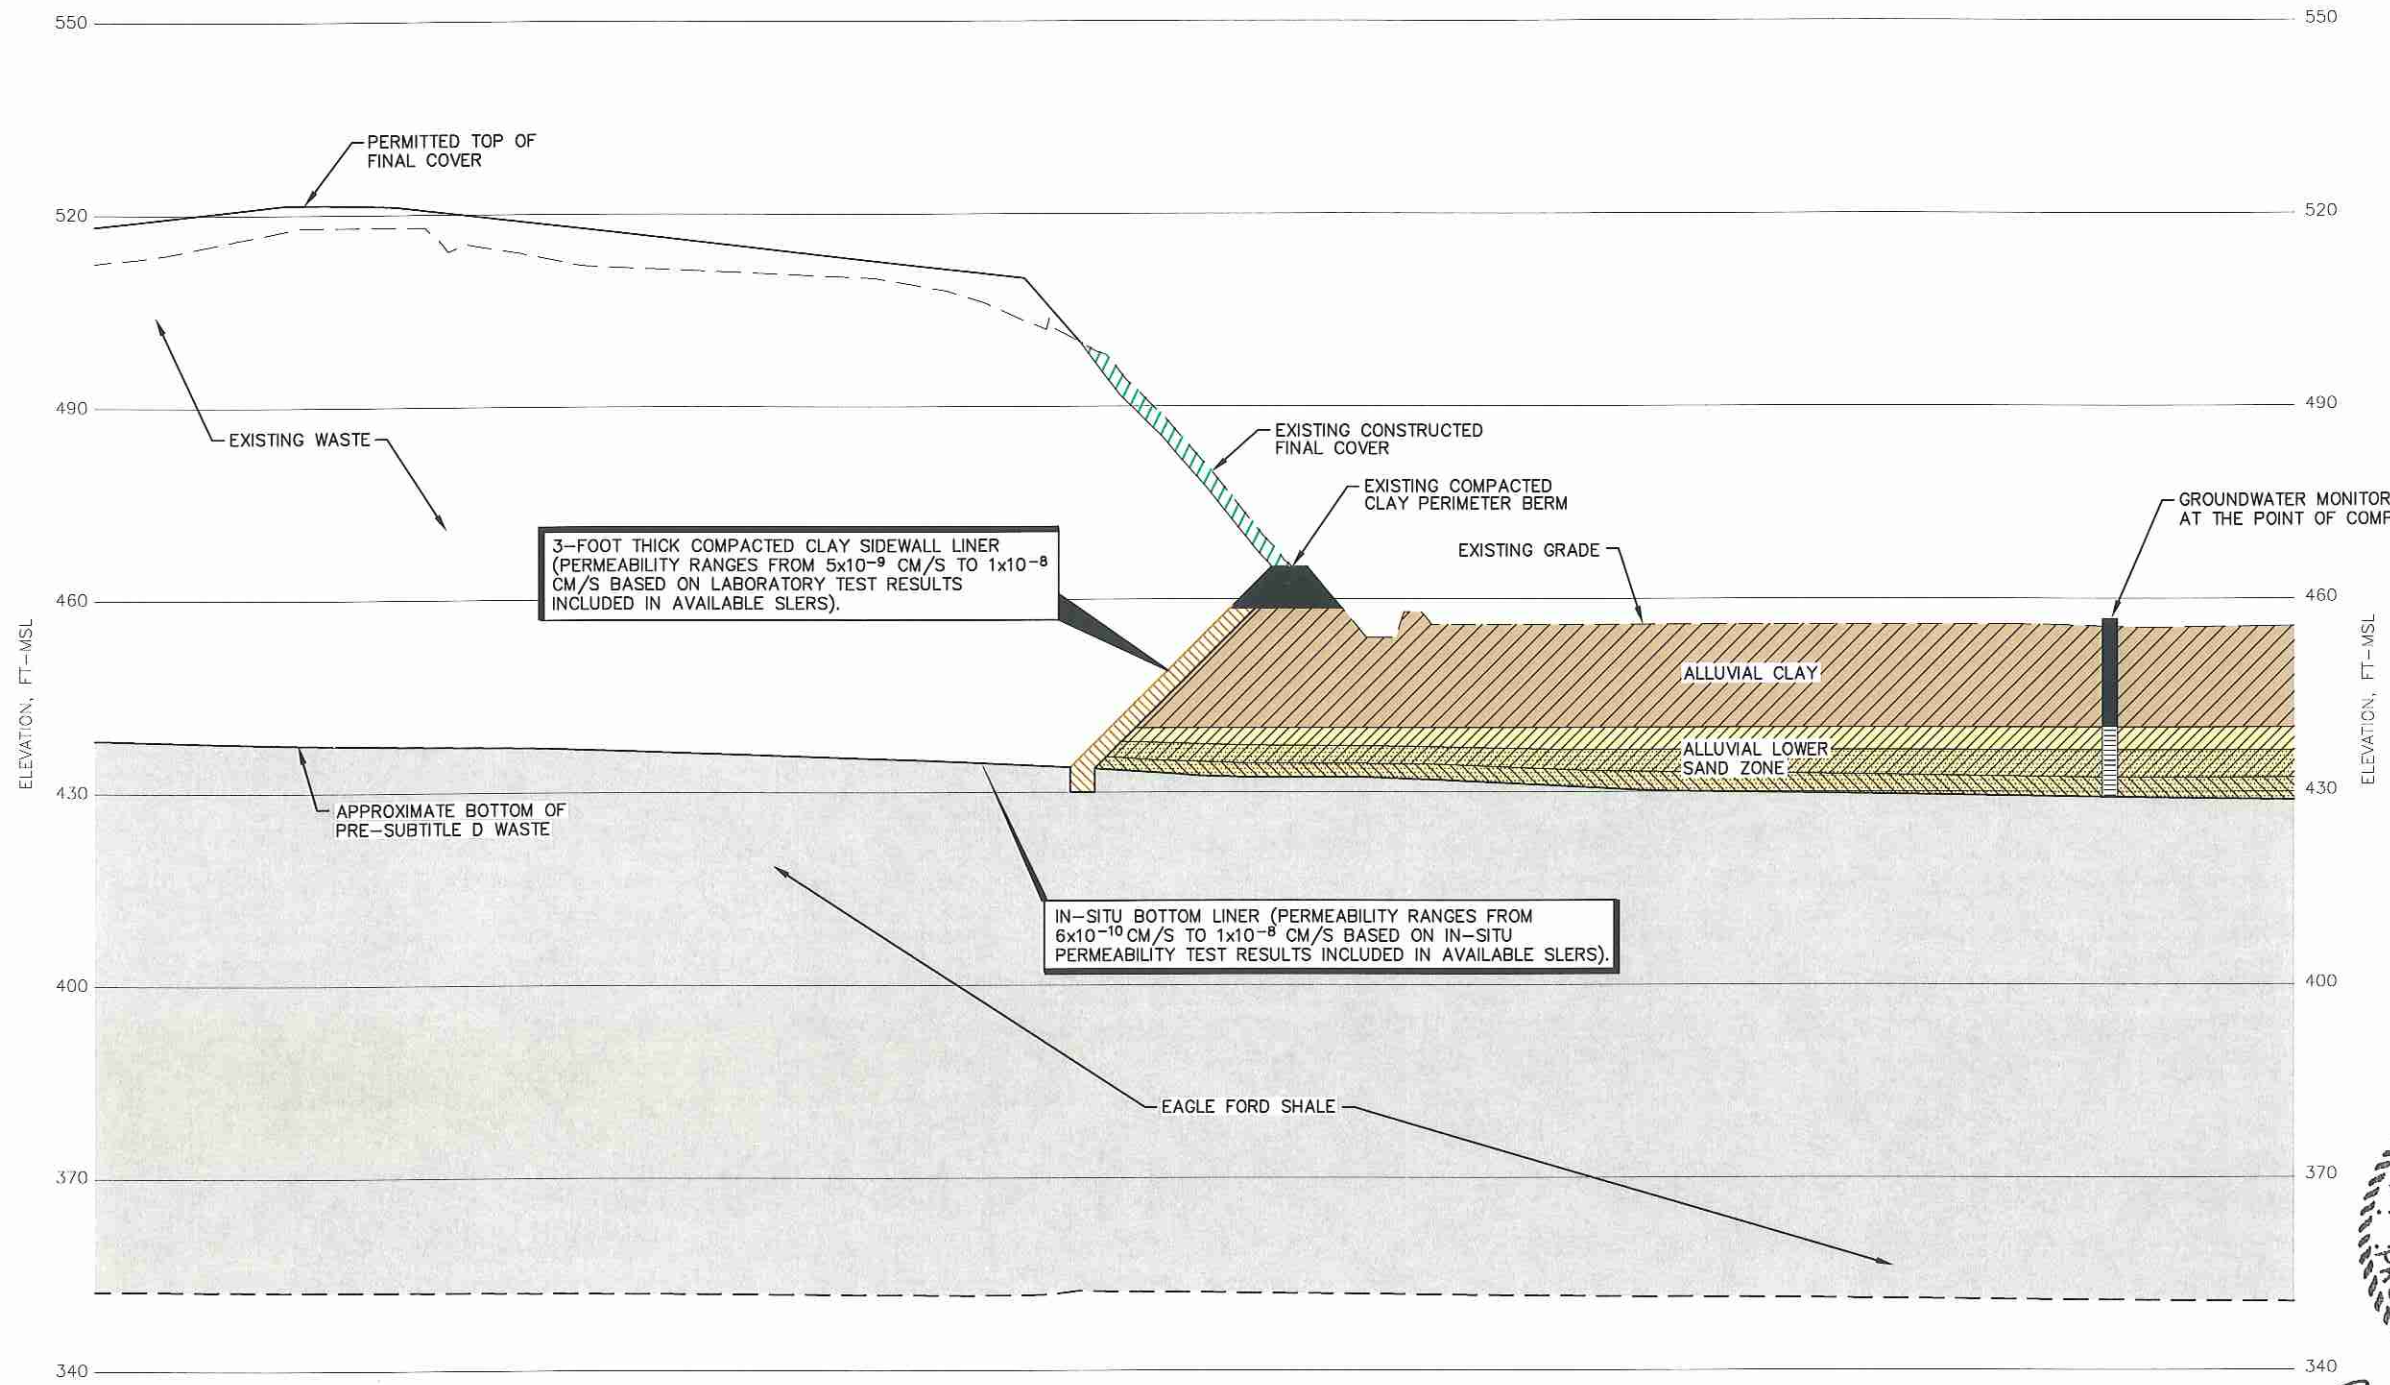 550
550
PERMITTED TOP OF
FINAL COVER
520
520
490
490
EXISTING WASTE
EXISTING CONSTRUCTED
FINAL COVER
EXISTING COMPACTED
CLAY PERIMETER BERM
GROUNDWATER MONITOR
AT THE POINT OF COMP
3-FOOT THICK COMPACTED CLAY SIDEWALL LINER
(PERMEABILITY RANGES FROM 5x10⁻⁹ CM/S TO 1x10⁻⁸
CM/S BASED ON LABORATORY TEST RESULTS
INCLUDED IN AVAILABLE SLERS).
EXISTING GRADE
460
460
ELEVATION, FT-MSL
ELEVATION, FT-MSL
ALLUVIAL CLAY
ALLUVIAL LOWER
SAND ZONE
430
430
APPROXIMATE BOTTOM OF
PRE-SUBTITLE D WASTE
IN-SITU BOTTOM LINER (PERMEABILITY RANGES FROM
6x10⁻¹⁰ CM/S TO 1x10⁻⁸ CM/S BASED ON IN-SITU
PERMEABILITY TEST RESULTS INCLUDED IN AVAILABLE SLERS).
400
400
EAGLE FORD SHALE
370
370
340
340